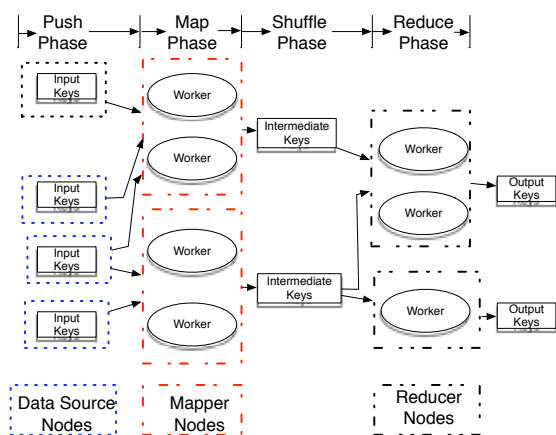 Push
Phase
Map
Phase
Shuffle Phase
Reduce
Phase
Input
Keys
Worker
Worker
Intermediate
Keys
Worker
Input
Keys
Output
Keys
Worker
Input
Keys
Worker
Intermediate
Keys
Worker
Output
Keys
Input
Keys
Worker
Data Source
Nodes
Mapper
Nodes
Reducer
Nodes